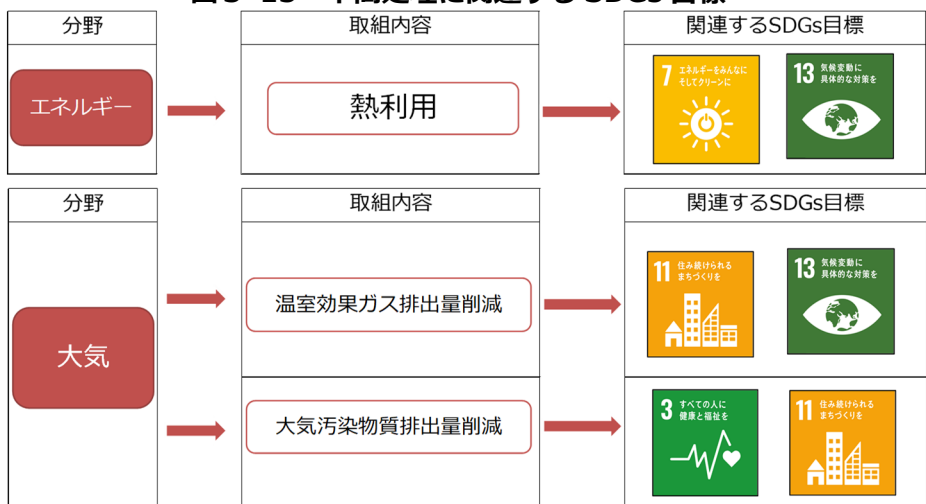 分野
取組内容
関連するSDGs目標
エネルギー
熱利用
7 エネルギーをみんなに
そしてクリーンに
13 気候変動に
具体的な対策を
分野
取組内容
関連するSDGs目標
大気
温室効果ガス排出量削減
11 住み続けられる
まちづくりを
13 気候変動に
具体的な対策を
大気汚染物質排出量削減
3 すべての人に
健康と福祉を
11 住み続けられる
まちづくりを